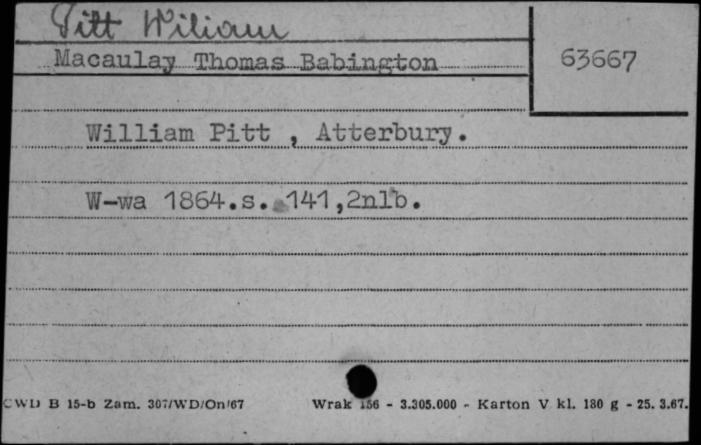 Pitt Wiliam
Macaulay Thomas Babington
63667
William Pitt , Atterbury.
W-wa 1864.s. 141,2nlb.
CWD B 15-b Zam. 307/WD/On/67 Wrak 156 - 3.305.000 - Karton V kl. 180 g - 25. 3.67.